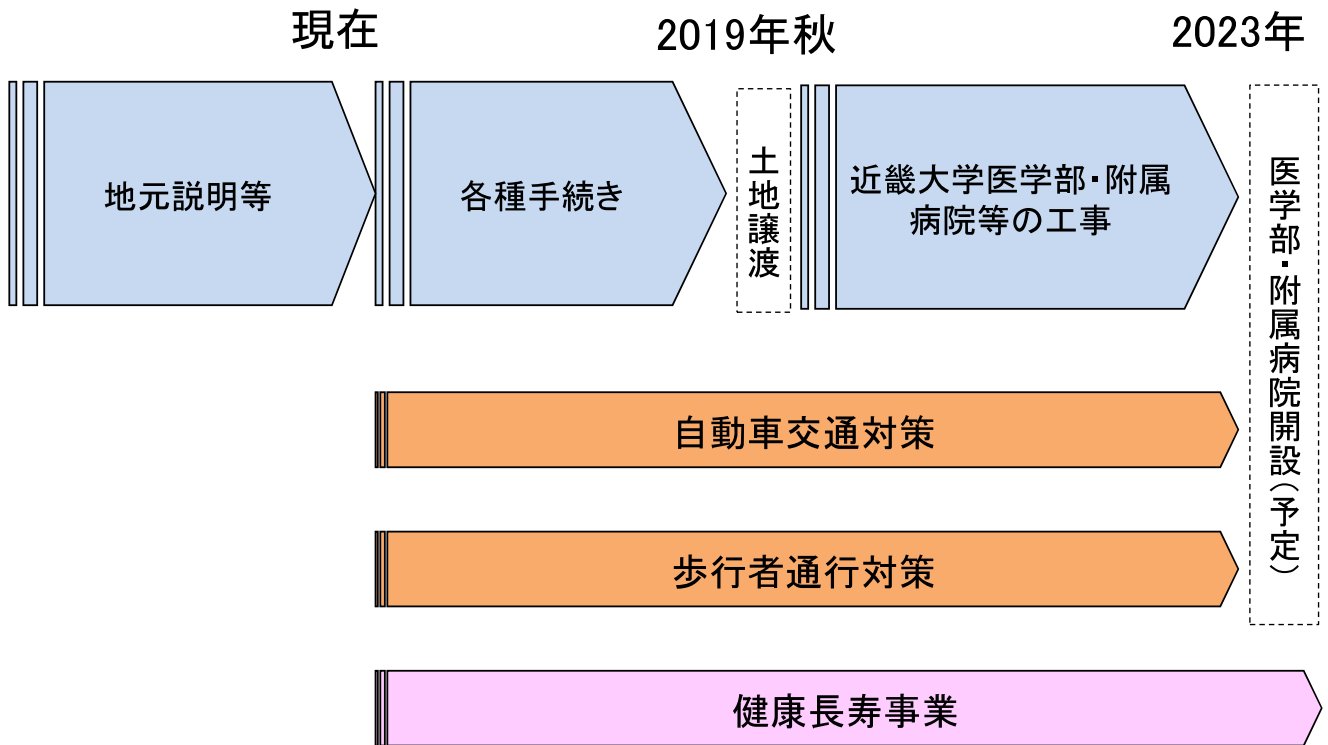 現在
2019年秋
2023年
地元説明等
各種手続き
土地譲渡
近畿大学医学部・附属
病院等の工事
医学部・附属病院開設(予定)
自動車交通対策
歩行者通行対策
健康長寿事業